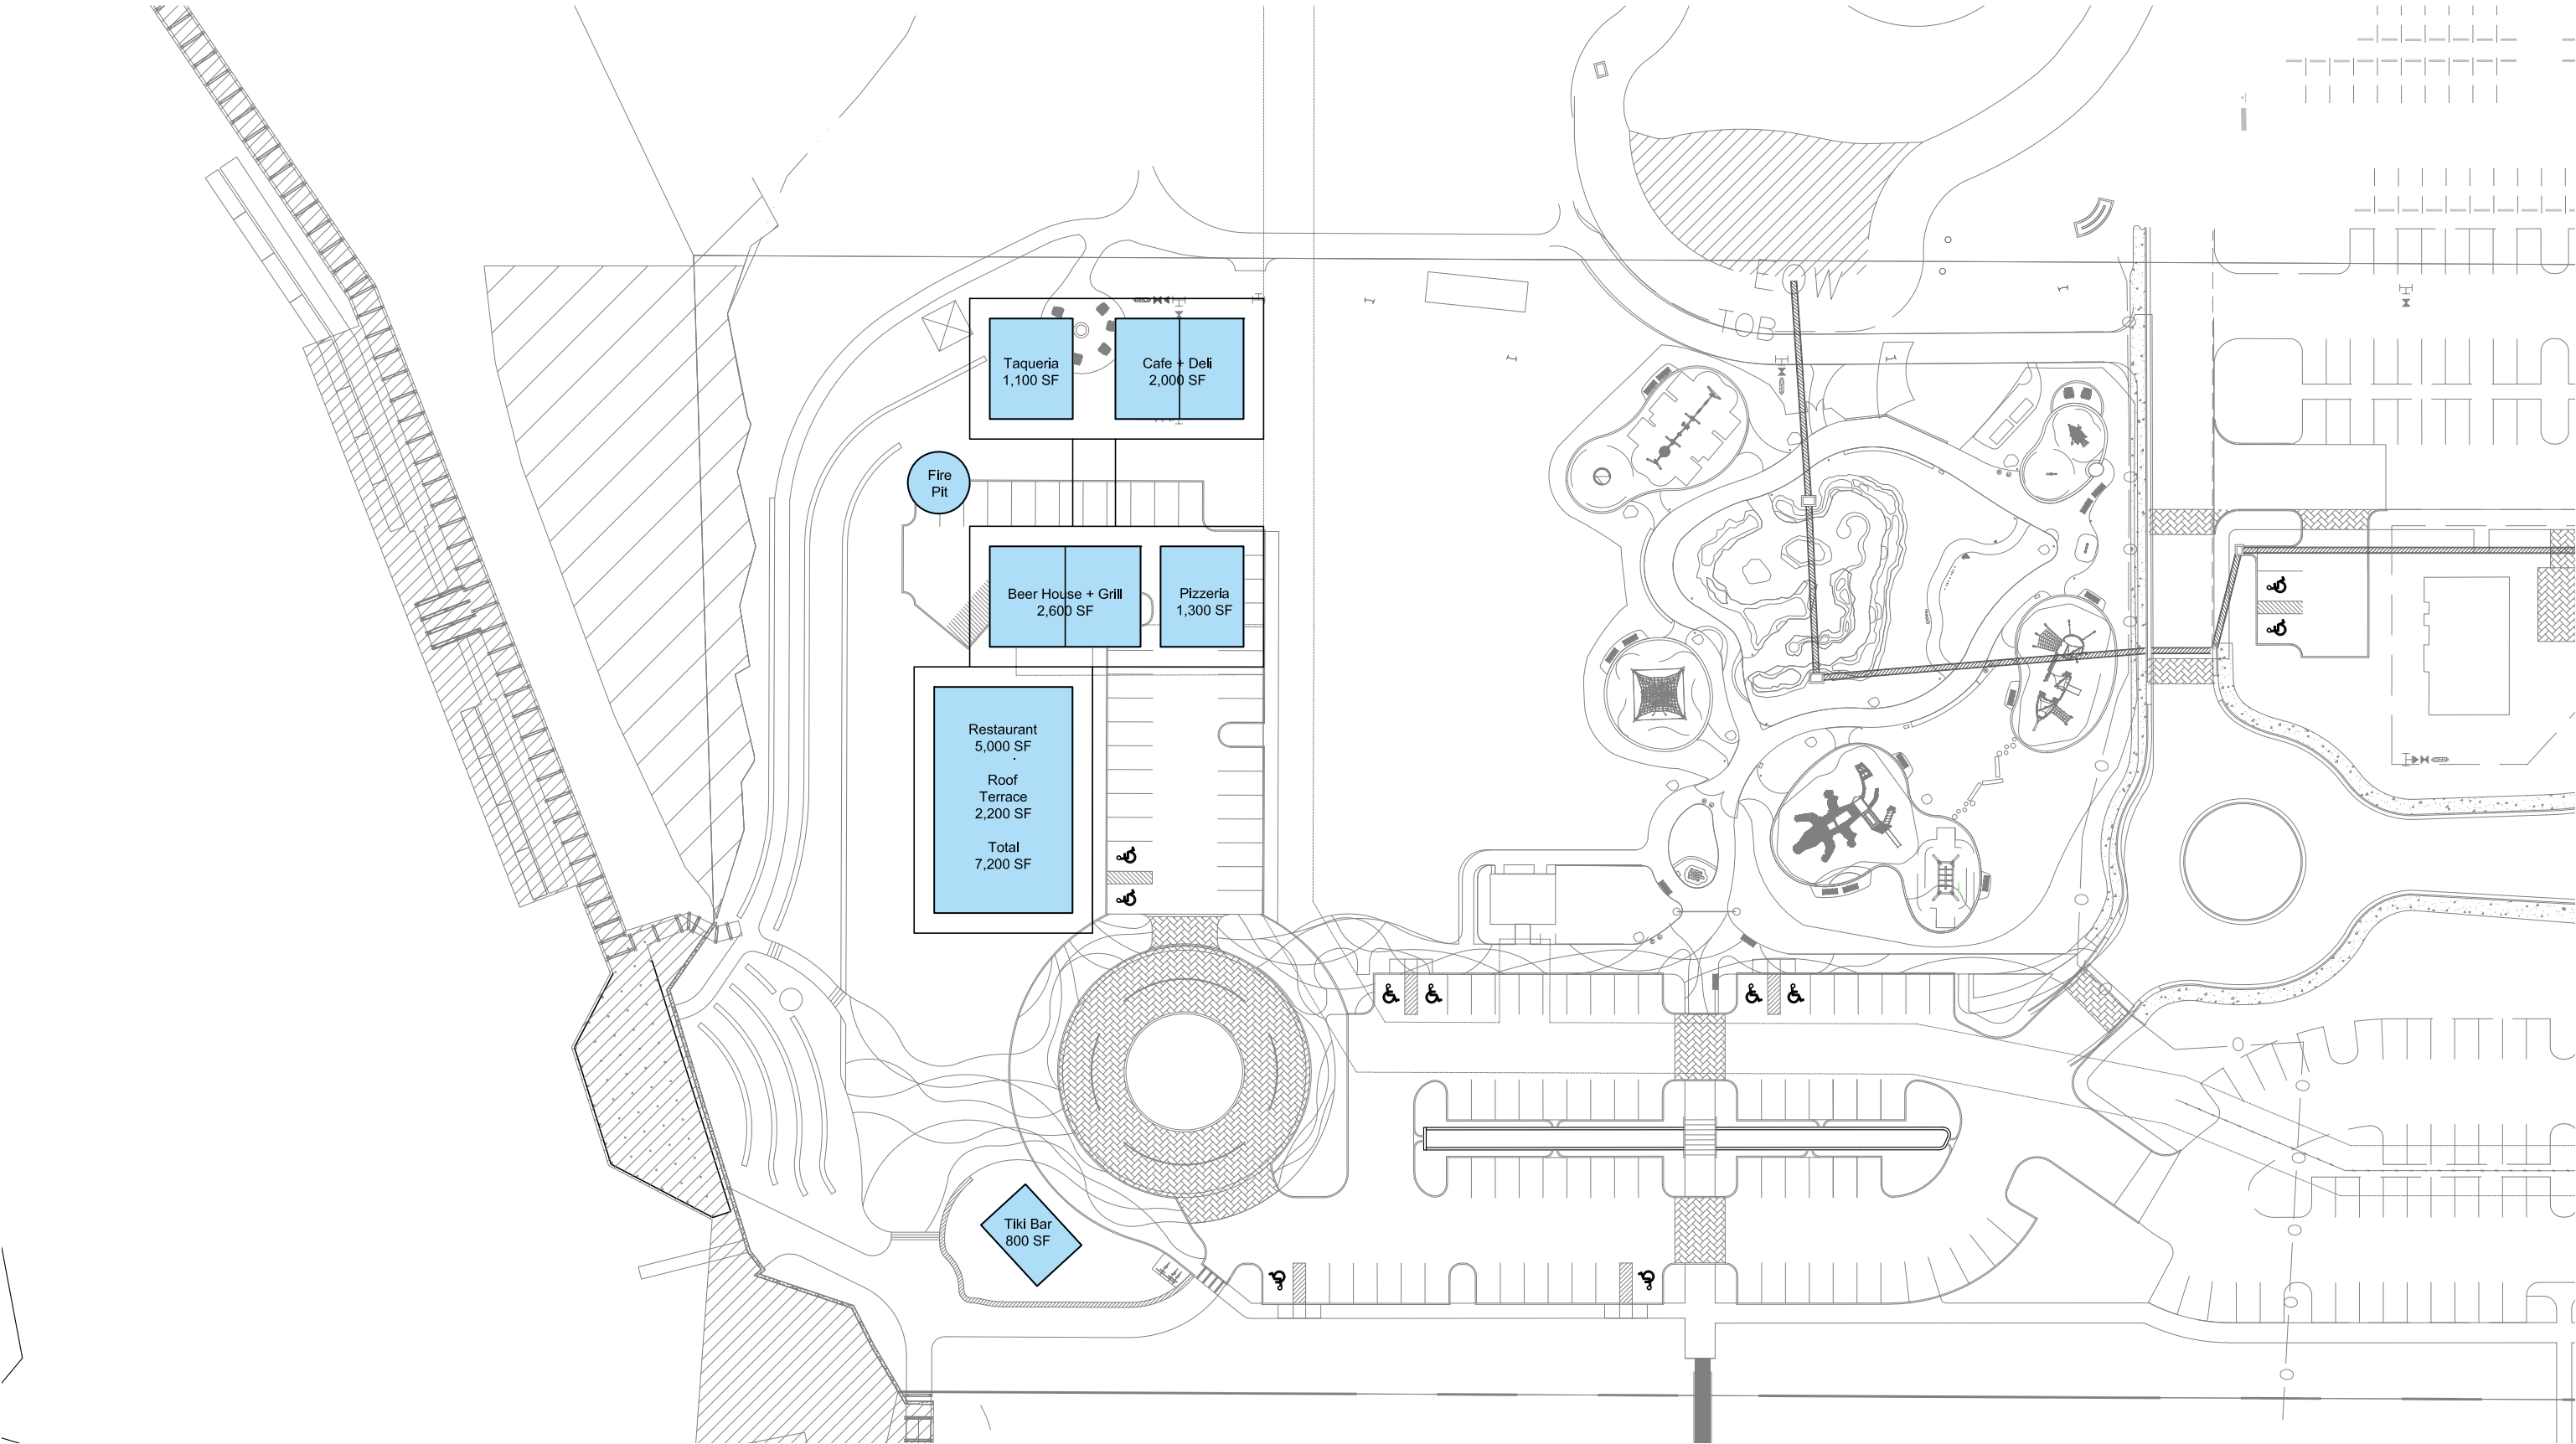 EOW
TOB
Taqueria
1,100 SF
Cafe + Deli
2,000 SF
Fire
Pit
Beer House + Grill
2,600 SF
Pizzeria
1,300 SF
Restaurant
5,000 SF
Roof
Terrace
2,200 SF
Total
7,200 SF
Tiki Bar
800 SF